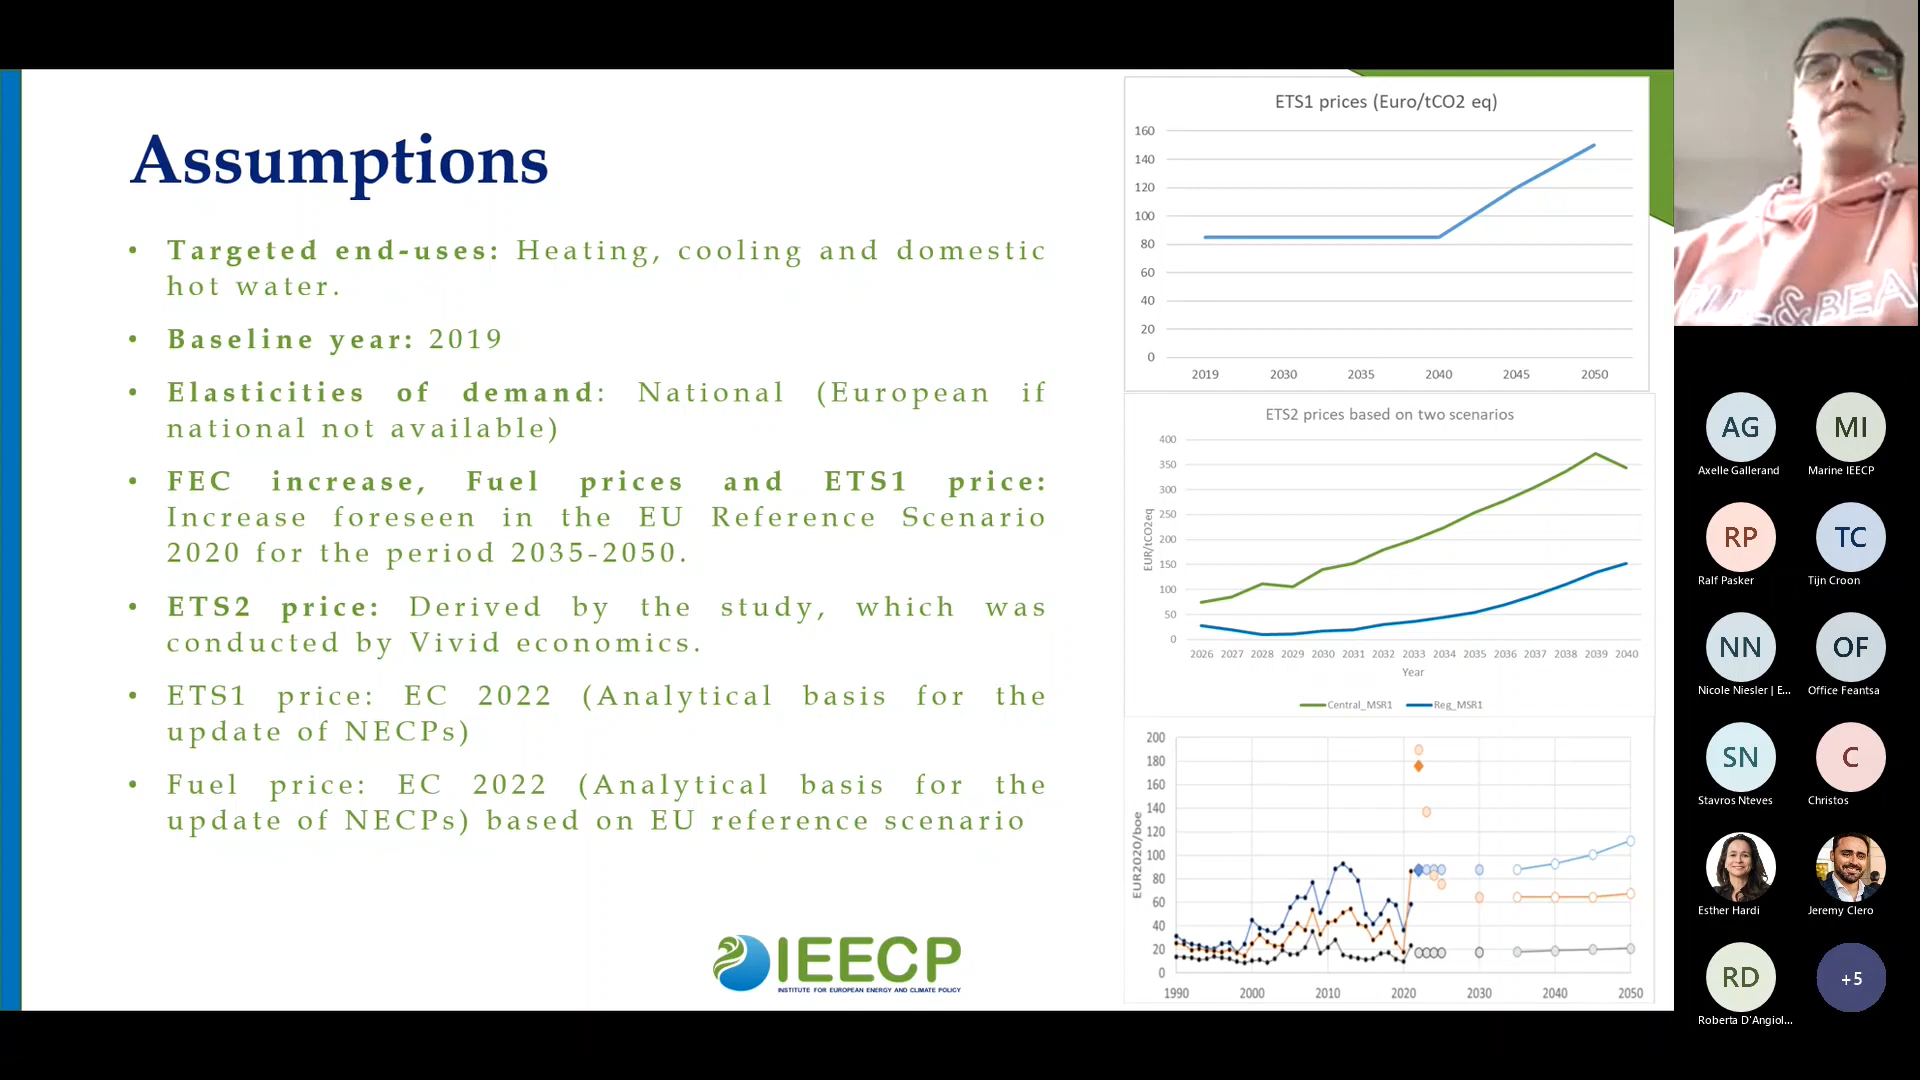 Assumptions
• Targeted end-uses: Heating, cooling and domestic
hot water.
• Baseline year: 2019
• Elasticities of demand: National (European if
national not available)
• FEC increase, Fuel prices and ETS1 price:
Increase foreseen in the EU Reference Scenario
2020 for the period 2035-2050.
• ETS2 price: Derived by the study, which was
conducted by Vivid economics.
• ETS1 price: EC 2022 (Analytical basis for the
update of NECPs)
• Fuel price: EC 2022 (Analytical basis for the
update of NECPs) based on EU reference scenario
IEECP
INSTITUTE FOR EUROPEAN ENERGY AND CLIMATE POLICY
ETS1 prices (Euro/tCO2 eq)
160
140
120
100
80
60
40
20
0
2019 2030 2035 2040 2045 2050
ETS2 prices based on two scenarios
400
350
300
250
200
150
100
50
0
EUR/tCO2eq
2026 2027 2028 2029 2030 2031 2032 2033 2034 2035 2036 2037 2038 2039 2040
Year
Central_MSR1 Reg_MSR1
200
180
160
140
120
100
80
60
40
20
0
EUR2020/boe
1990 2000 2010 2020 2030 2040 2050
AG MI
Axelle Gallerand Marine IEECP
RP TC
Ralf Pasker Tijn Croon
NN OF
Nicole Niesler | E... Office Feantsa
SN C
Stavros Nteves Christos
Esther Hardi Jeremy Clero
RD +5
Roberta D'Angiol...